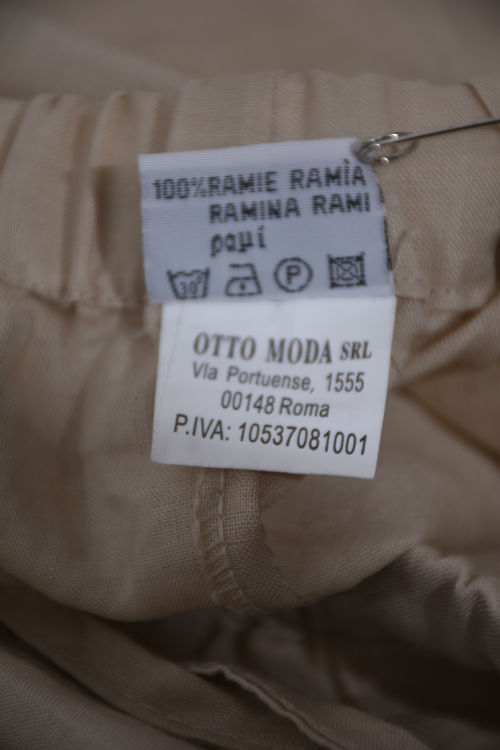 100%RAMIE RAMÌA
RAMINA RAMI
ραμί
30°
P
OTTO MODA SRL
Via Portuense, 1555
00148 Roma
P.IVA: 10537081001